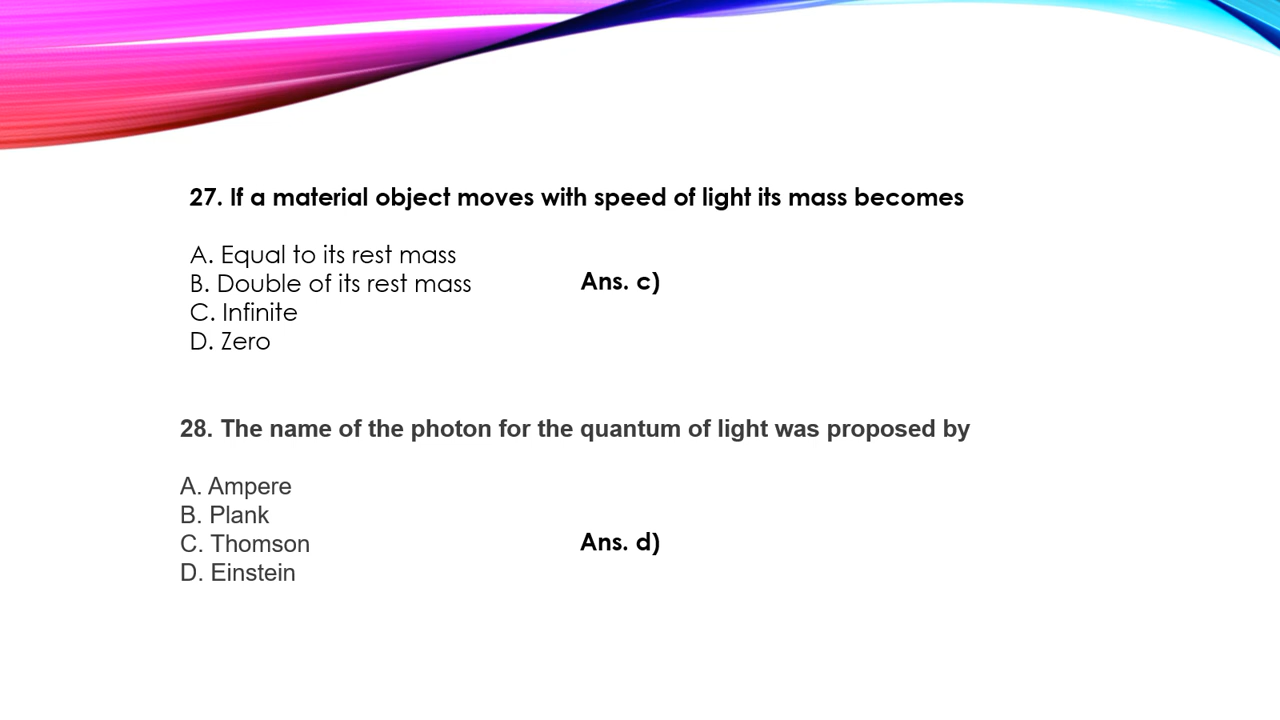 27. If a material object moves with speed of light its mass becomes
A. Equal to its rest mass
B. Double of its rest mass
Ans. c)
C. Infinite
D. Zero
28. The name of the photon for the quantum of light was proposed by
A. Ampere
B. Plank
C. Thomson
Ans. d)
D. Einstein